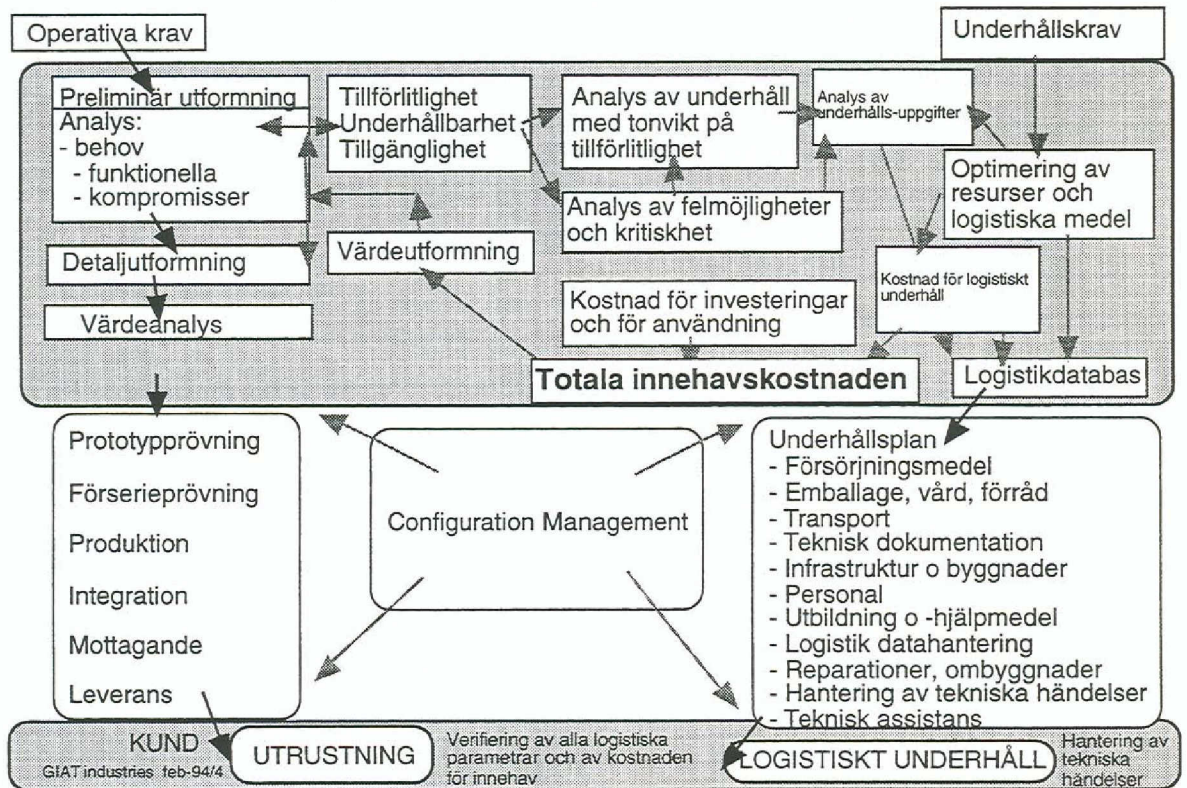 Operativa krav
Underhållskrav
Preliminär utformning
Analys:
- behov
- funktionella
- kompromisser
Tillförlitlighet
Underhållbarhet
Tillgänglighet
Analys av underhåll
med tonvikt på
tillförlitlighet
Analys av
underhålls-uppgifter
Optimering av
resurser och
logistiska medel
Analys av felmöjligheter
och kritiskhet
Detaljutformning
Värdeutformning
Kostnad för logistiskt
underhåll
Värdeanalys
Kostnad för investeringar
och för användning
Totala innehavskostnaden
Logistikdatabas
Prototypprövning
Förserieprövning
Produktion
Integration
Mottagande
Leverans
Configuration Management
Underhållsplan
- Försörjningsmedel
- Emballage, vård, förråd
- Transport
- Teknisk dokumentation
- Infrastruktur o byggnader
- Personal
- Utbildning o -hjälpmedel
- Logistik datahantering
- Reparationer, ombyggnader
- Hantering av tekniska händelser
- Teknisk assistans
KUND
GIAT industries feb-94/4
UTRUSTNING
Verifiering av alla logistiska
parametrar och av kostnaden
för innehav
LOGISTISKT UNDERHÅLL
Hantering av
tekniska
händelser